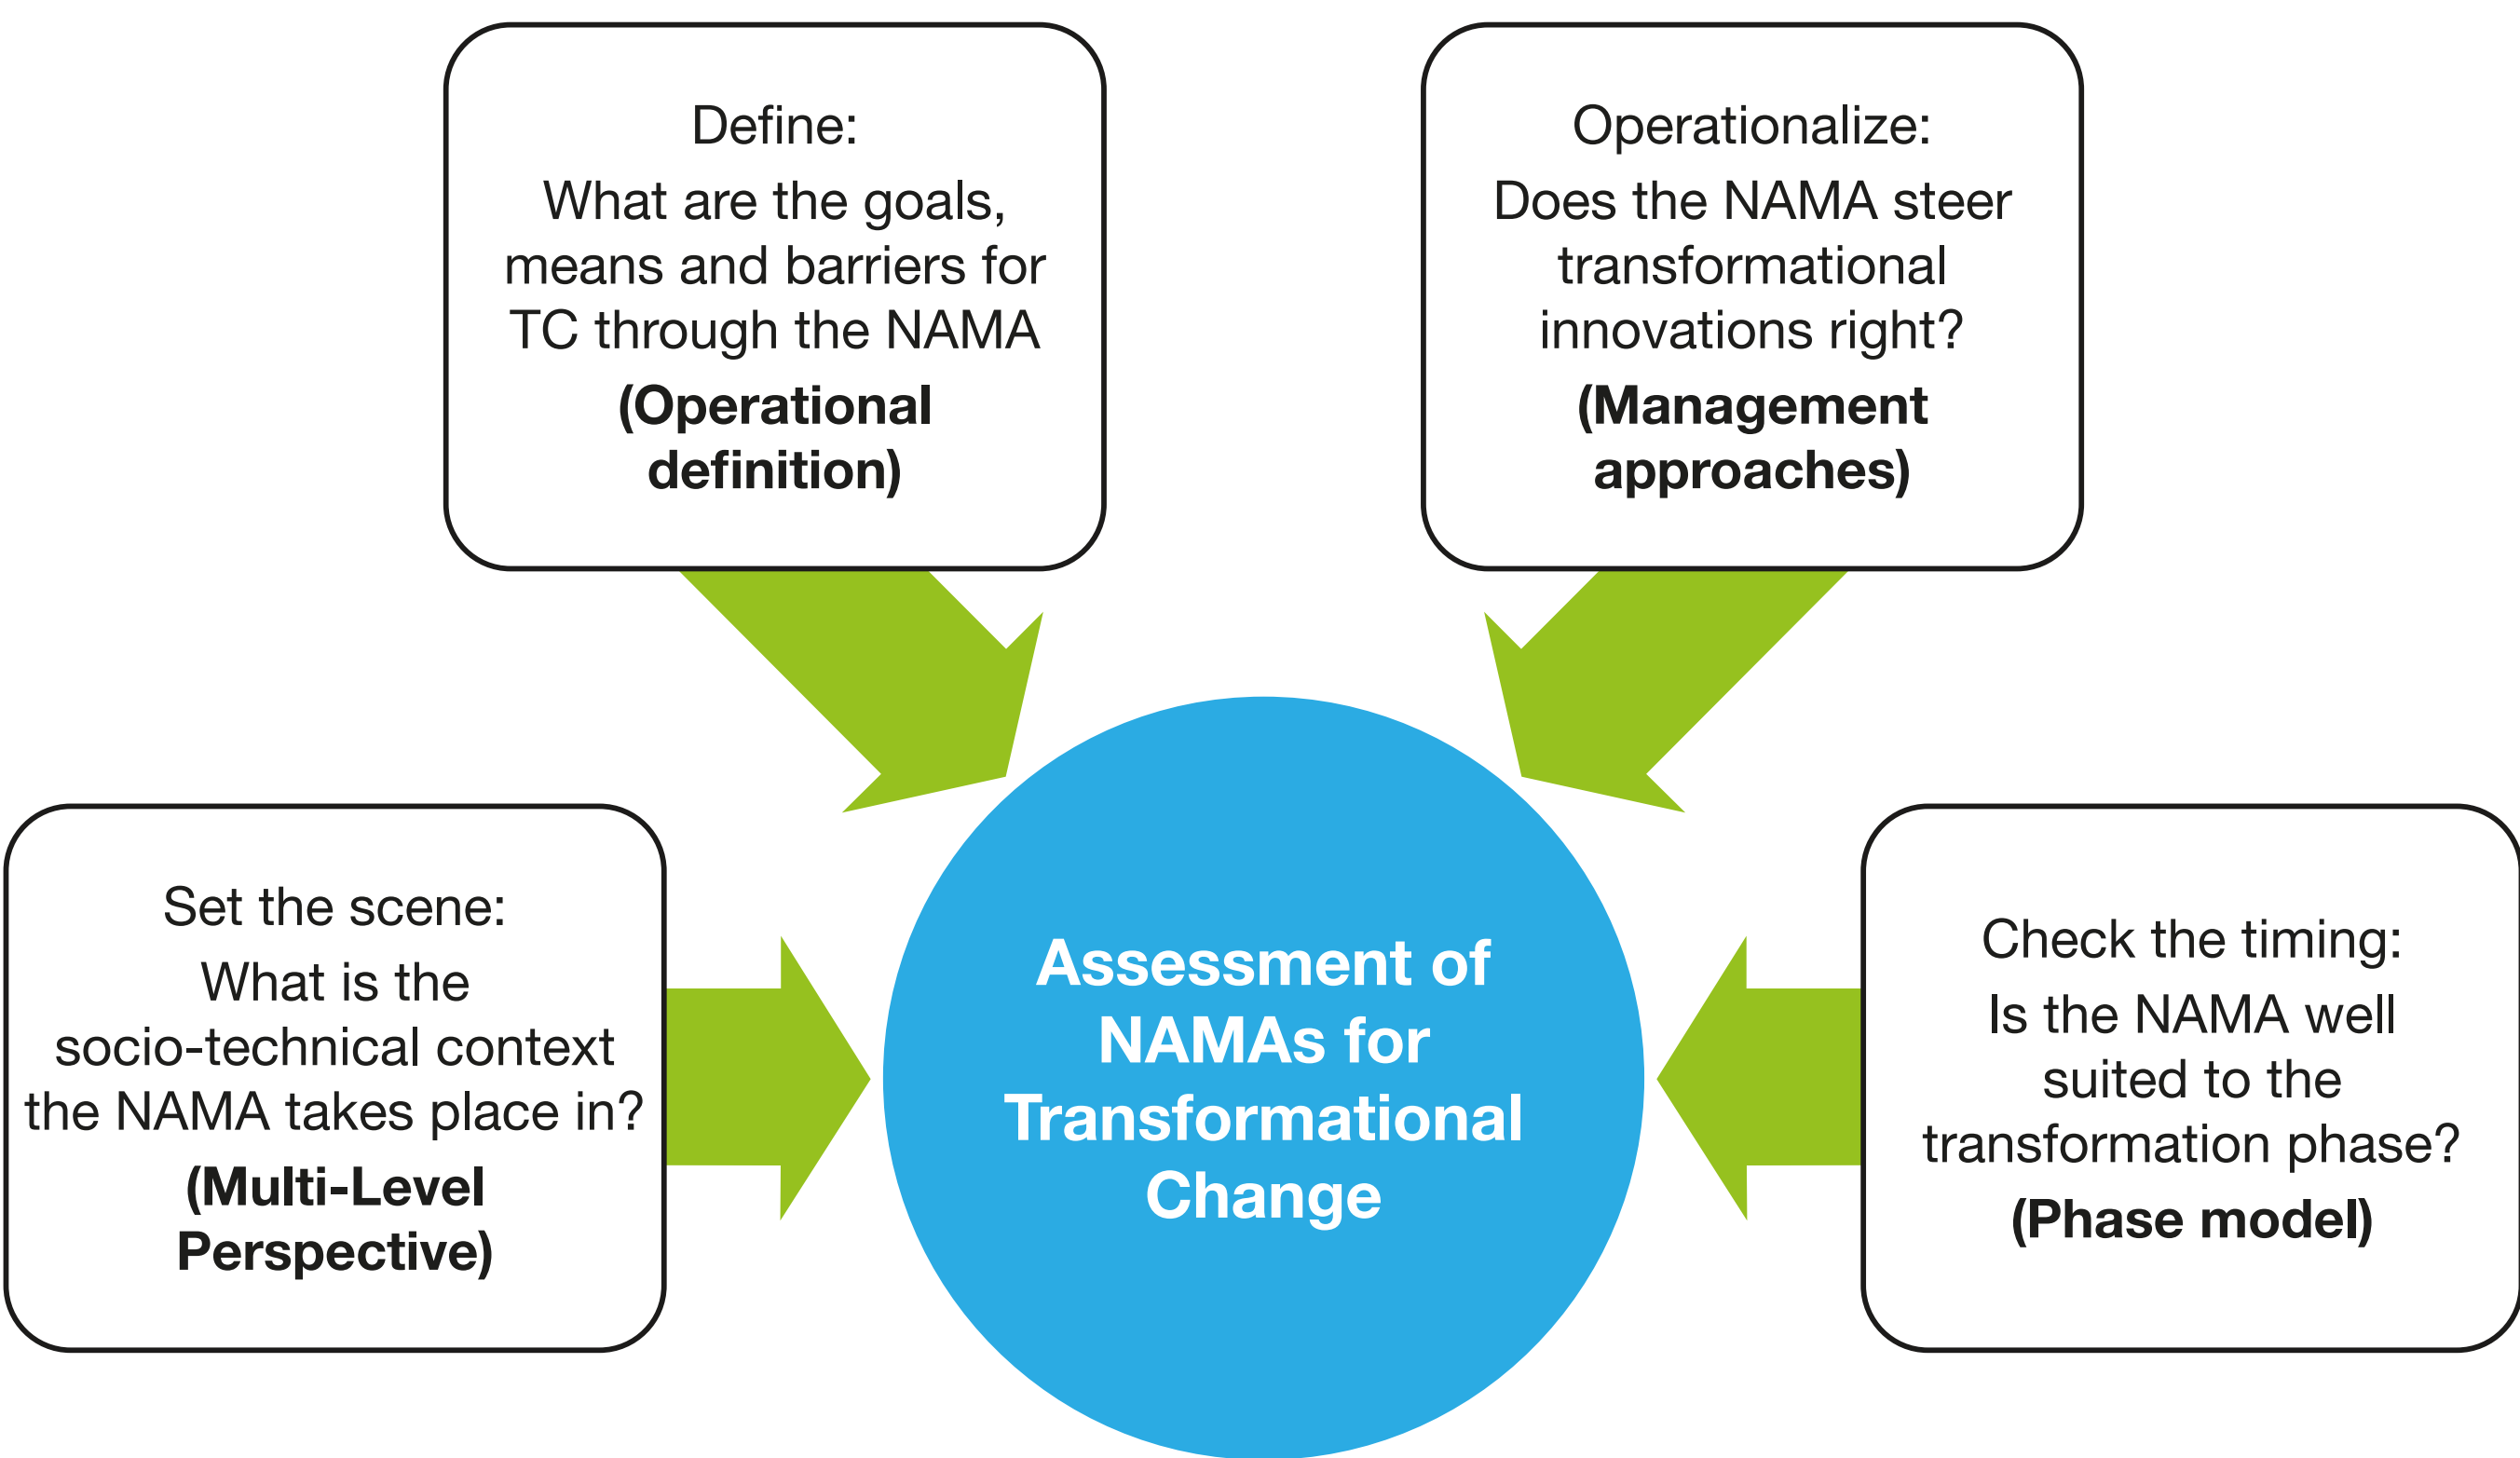 Define:
What are the goals,
means and barriers for
TC through the NAMA
(Operational
definition)
Operationalize:
Does the NAMA steer
transformational
innovations right?
(Management
approaches)
Set the scene:
What is the
socio-technical context
the NAMA takes place in?
(Multi-Level
Perspective)
Assessment of
NAMAs for
Transformational
Change
Check the timing:
Is the NAMA well
suited to the
transformation phase?
(Phase model)